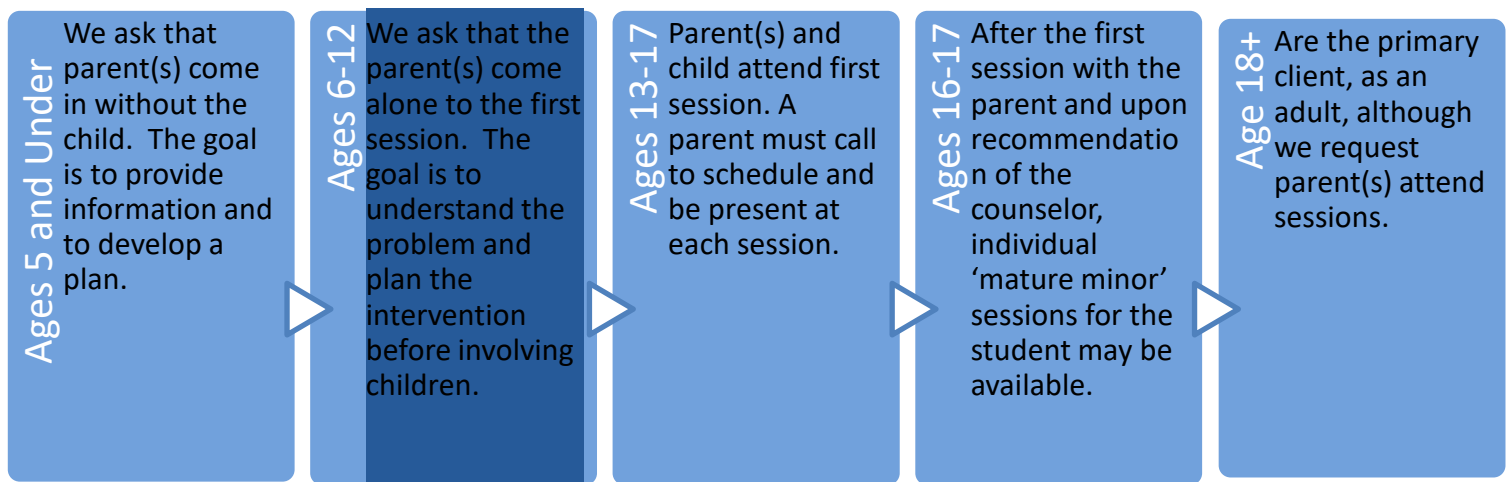 Ages 5 and Under
We ask that
parent(s) come
in without the
child.  The goal
is to provide
information and
to develop a
plan.
Ages 6-12
We ask that the
parent(s) come
alone to the first
session.  The
goal is to
understand the
problem and
plan the
intervention
before involving
children.
Ages 13-17
Parent(s) and
child attend first
session. A
parent must call
to schedule and
be present at
each session.
Ages 16-17
After the first
session with the
parent and upon
recommendatio
n of the
counselor,
individual
‘mature minor’
sessions for the
student may be
available.
Age 18+
Are the primary
client, as an
adult, although
we request
parent(s) attend
sessions.